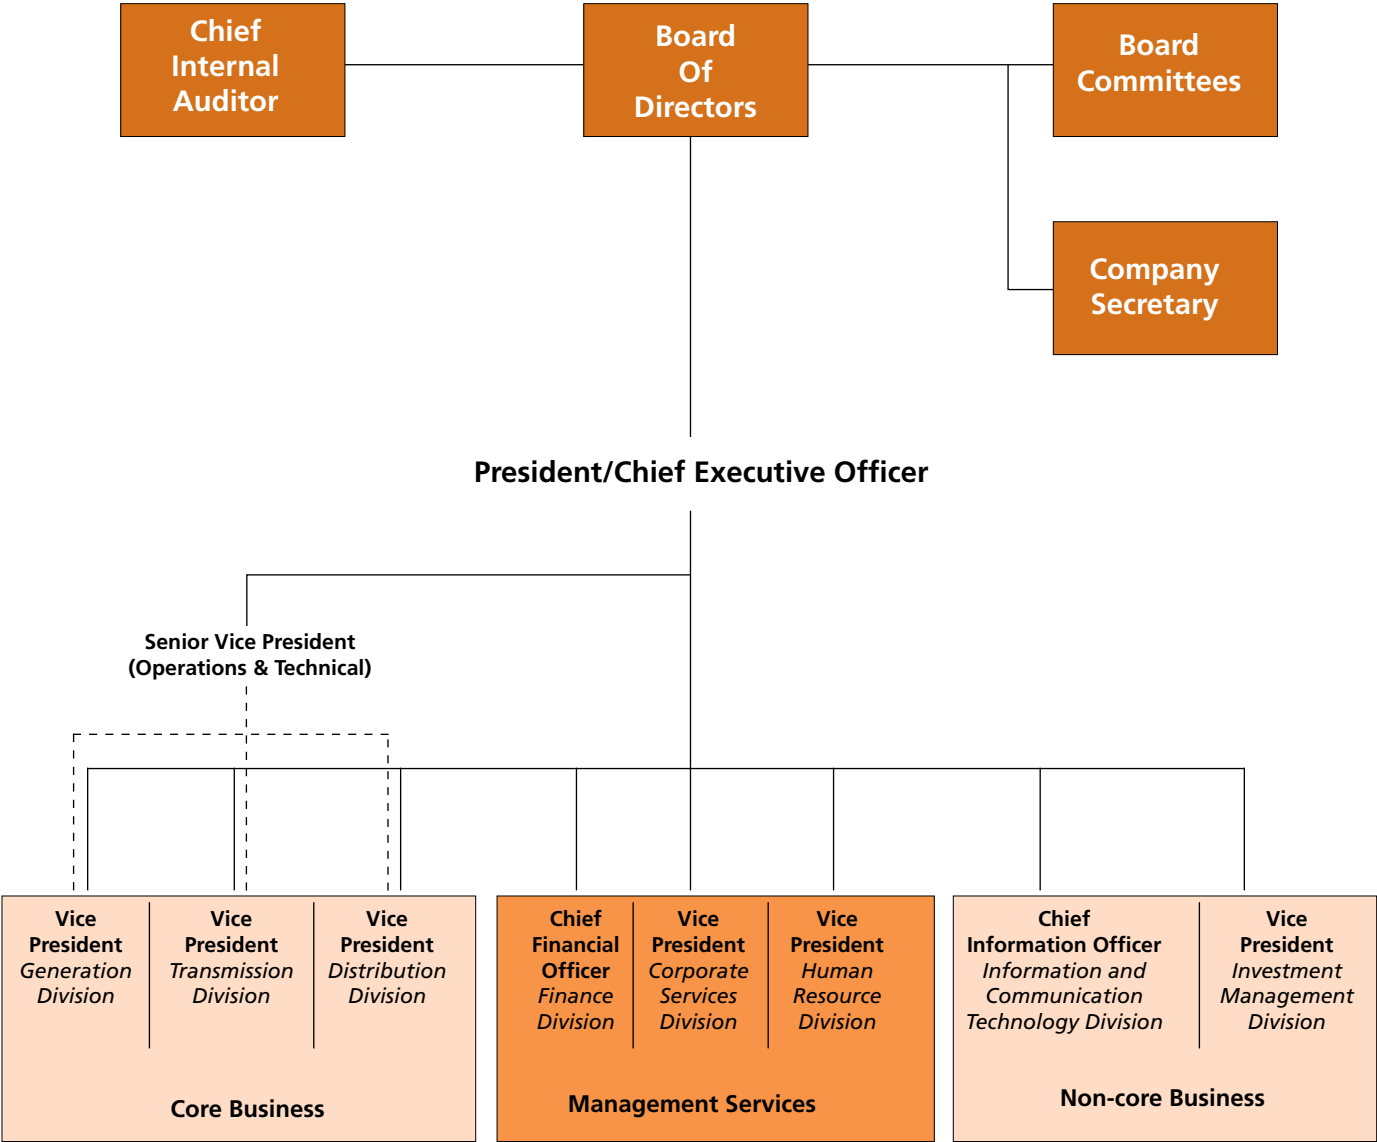 Chief
Internal
Auditor
Board
Of
Directors
Board
Committees
Company
Secretary
President/Chief Executive Officer
Senior Vice President
(Operations & Technical)
Vice
President
Generation
Division
Vice
President
Transmission
Division
Vice
President
Distribution
Division
Core Business
Chief
Financial
Officer
Finance
Division
Vice
President
Corporate
Services
Division
Vice
President
Human
Resource
Division
Management Services
Chief
Information Officer
Information and
Communication
Technology Division
Vice
President
Investment
Management
Division
Non-core Business